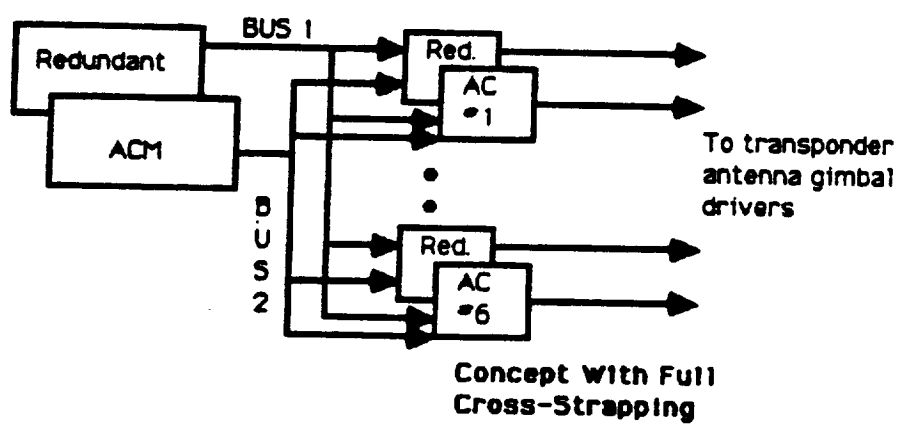 BUS 1
Redundant
ACM
B
U
S
2
Red.
AC
#1
Red.
AC
#6
To transponder
antenna gimbal
drivers
Concept With Full
Cross-Strapping